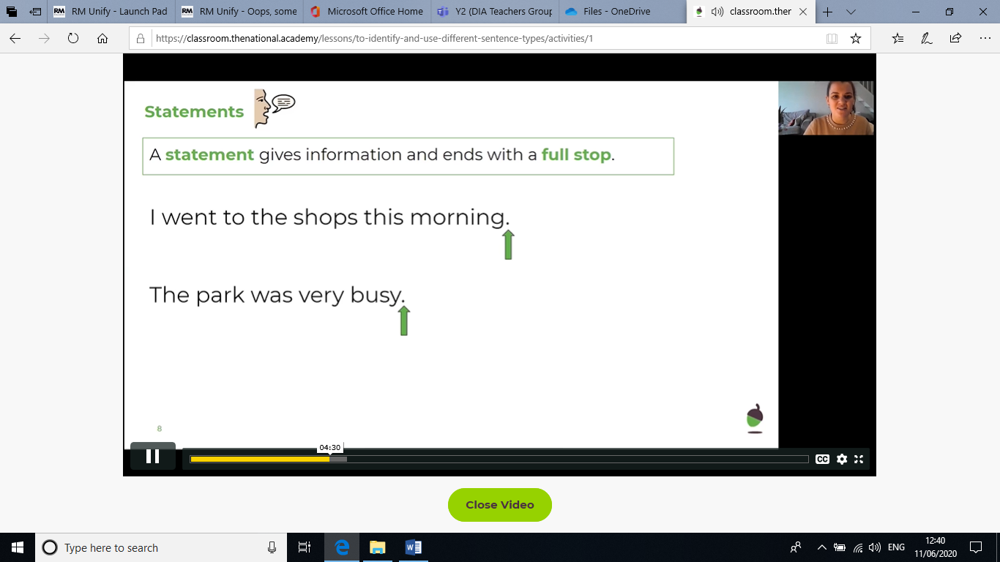 RM Unify - Launch Pad
RM Unify - Oops, some
Microsoft Office Home
Y2 (DIA Teachers Group
Files - OneDrive
classroom.ther
https://classroom.thenational.academy/lessons/to-identify-and-use-different-sentence-types/activities/1
Statements
A statement gives information and ends with a full stop.
I went to the shops this morning.
The park was very busy.
8
04:30
CC
Close Video
Type here to search
ENG
12:40
11/06/2020